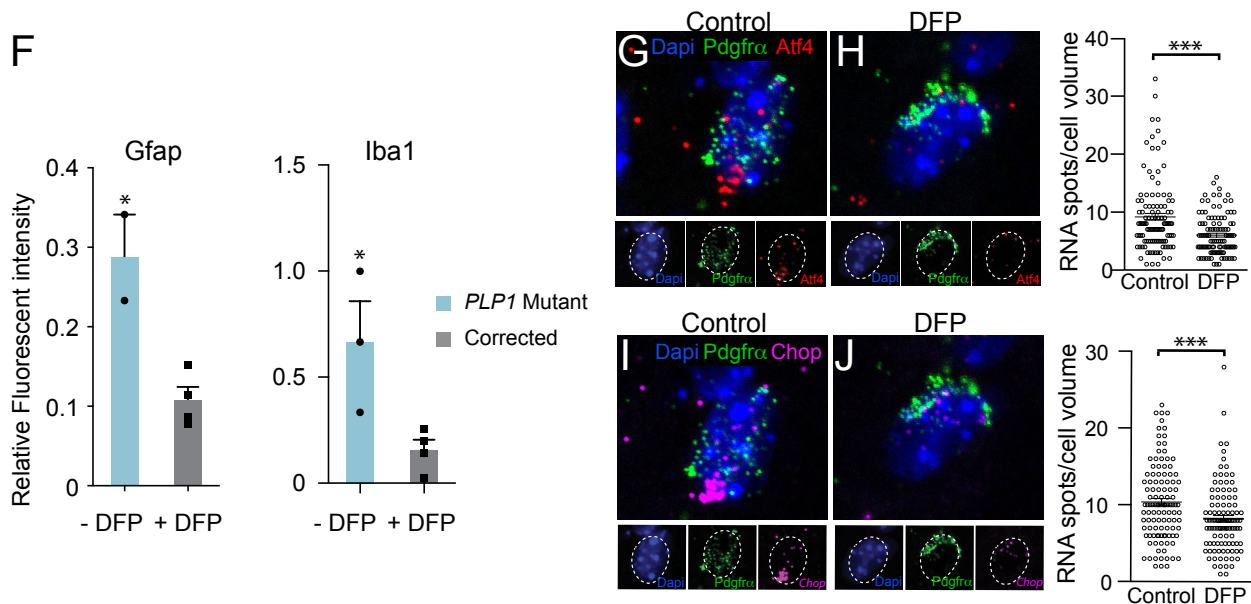 F
Gfap
Relative Fluorescent intensity
0.4
0.3
0.2
0.1
0
*
- DFP + DFP
Iba1
1.5
1.0
0.5
0
*
- DFP + DFP
PLP1 Mutant
Corrected
Control
DFP
G Dapi Pdgfrα Atf4
H
Dapi
Pdgfrα
Atf4
Dapi
Pdgfrα
Atf4
RNA spots/cell volume
40
30
20
10
0
***
Control DFP
Control
DFP
I Dapi Pdgfrα Chop
J
Dapi
Pdgfrα
Chop
Dapi
Pdgfrα
Chop
RNA spots/cell volume
30
20
10
0
***
Control DFP